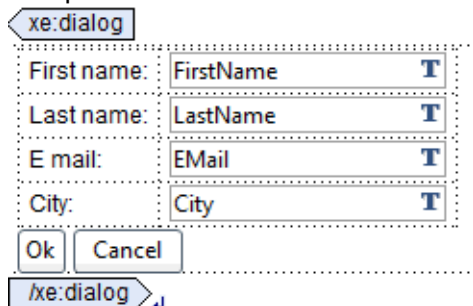 xe:dialog
First name: FirstName T
Last name: LastName T
E mail: EMail T
City: City T
Ok Cancel
/xe:dialog